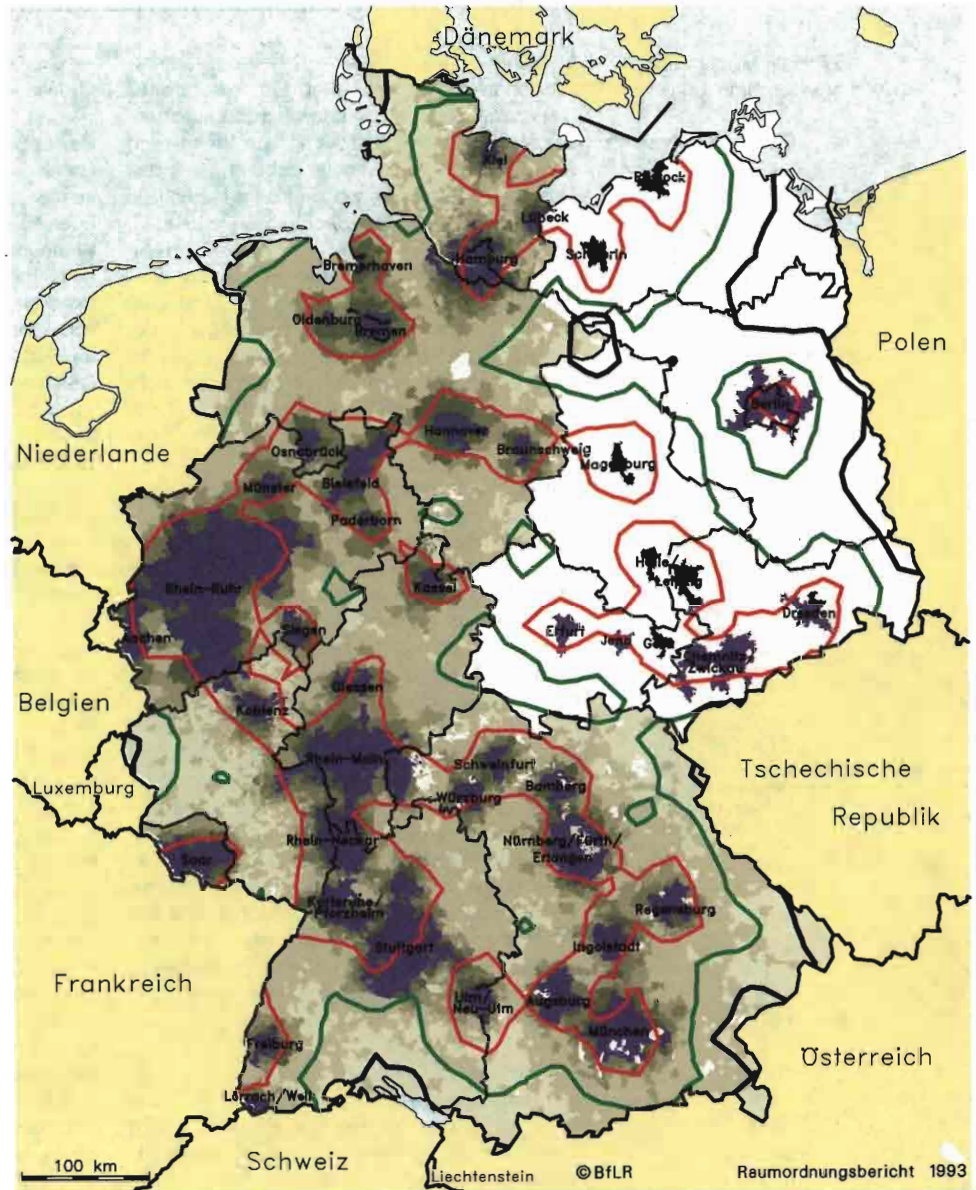 Dänemark
Kiel
Rostock
Lübeck
Schwerin
Hamburg
Bremerhaven
Oldenburg
Bremen
Polen
Berlin
Niederlande
Hannover
Osnabrück
Braunschweig
Magdeburg
Münster
Bielefeld
Paderborn
Halle/
Leipzig
Rhein-Ruhr
Kassel
Dresden
Aachen
Siegen
Erfurt
Jena
Gera
Chemnitz/
Zwickau
Belgien
Giessen
Koblenz
Rhein-Main
Schweinfurt
Tschechische
Republik
Luxemburg
Würzburg
Bamberg
Rhein-Neckar
Nürnberg/Fürth/
Erlangen
Saar
Karlsruhe/
Pforzheim
Regensburg
Stuttgart
Ingolstadt
Frankreich
Ulm/
Neu-Ulm
Augsburg
München
Freiburg
Österreich
Lörrach/Weil
100 km
Schweiz
Liechtenstein
© BfLR
Raumordnungsbericht 1993